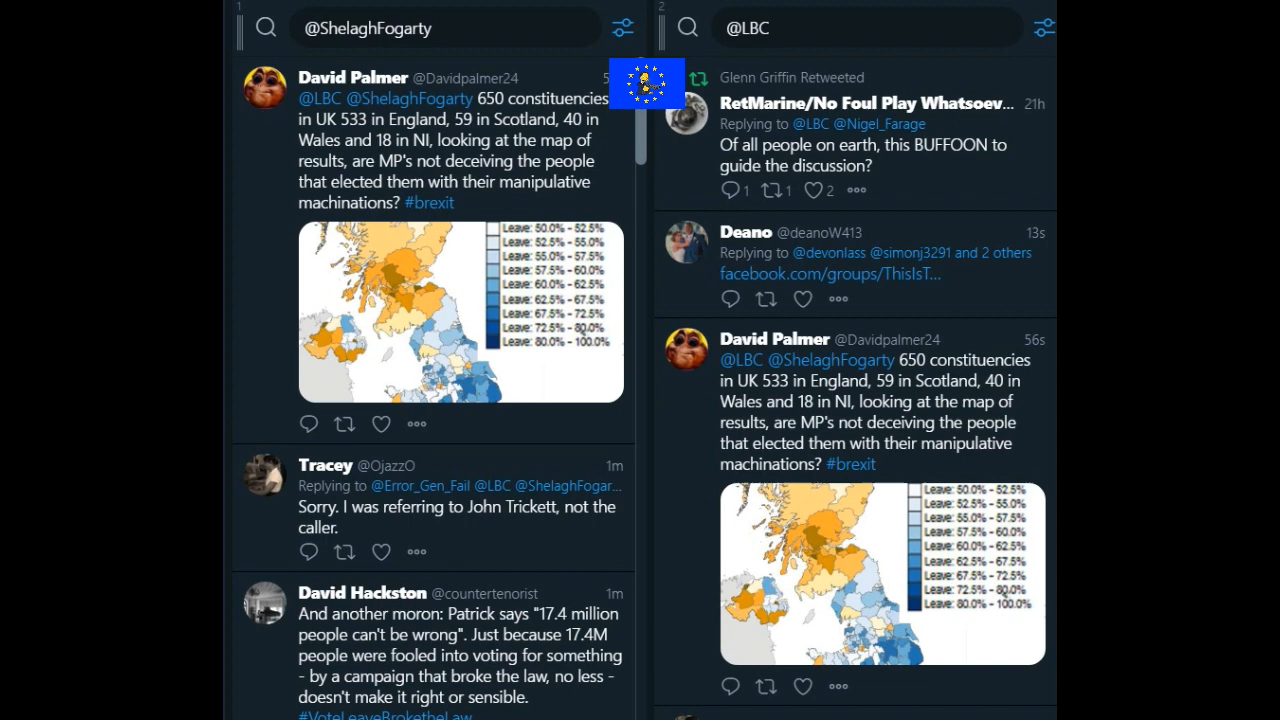 1
@ShelaghFogarty
David Palmer @Davidpalmer24
@LBC @ShelaghFogarty 650 constituencies
in UK 533 in England, 59 in Scotland, 40 in
Wales and 18 in NI, looking at the map of
results, are MP's not deceiving the people
that elected them with their manipulative
machinations? #brexit
Leave: 50.0% - 52.5%
Leave: 52.5% - 55.0%
Leave: 55.0% - 57.5%
Leave: 57.5% - 60.0%
Leave: 60.0% - 62.5%
Leave: 62.5% - 67.5%
Leave: 67.5% - 72.5%
Leave: 72.5% - 80.0%
Leave: 80.0% - 100.0%
Tracey @OjazzO 1m
Replying to @Error_Gen_Fail @LBC @ShelaghFogar...
Sorry. I was referring to John Trickett, not the
caller.
David Hackston @countertenorist 1m
And another moron: Patrick says "17.4 million
people can't be wrong". Just because 17.4M
people were fooled into voting for something
- by a campaign that broke the law, no less -
doesn't make it right or sensible.
#VoteLeaveBroketheLaw
2
@LBC
Glenn Griffin Retweeted
RetMarine/No Foul Play Whatsoev... 21h
Replying to @LBC @Nigel_Farage
Of all people on earth, this BUFFOON to
guide the discussion?
1 1 2
Deano @deanoW413 13s
Replying to @devonlass @simonj3291 and 2 others
facebook.com/groups/ThisIsT...
David Palmer @Davidpalmer24 56s
@LBC @ShelaghFogarty 650 constituencies
in UK 533 in England, 59 in Scotland, 40 in
Wales and 18 in NI, looking at the map of
results, are MP's not deceiving the people
that elected them with their manipulative
machinations? #brexit
Leave: 50.0% - 52.5%
Leave: 52.5% - 55.0%
Leave: 55.0% - 57.5%
Leave: 57.5% - 60.0%
Leave: 60.0% - 62.5%
Leave: 62.5% - 67.5%
Leave: 67.5% - 72.5%
Leave: 72.5% - 80.0%
Leave: 80.0% - 100.0%